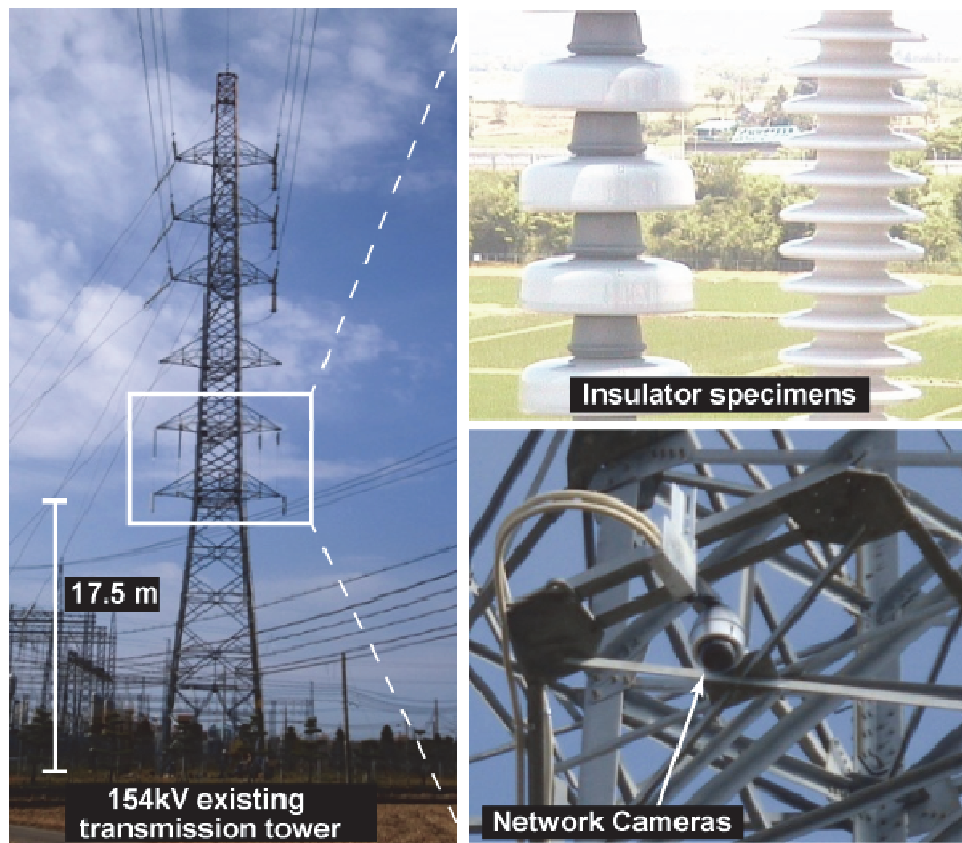 17.5 m
154kV existing
transmission tower
Insulator specimens
Network Cameras